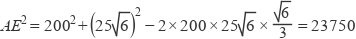 AE² = 200² + (25√6)² − 2 × 200 × 25√6 × √6/3 = 23750